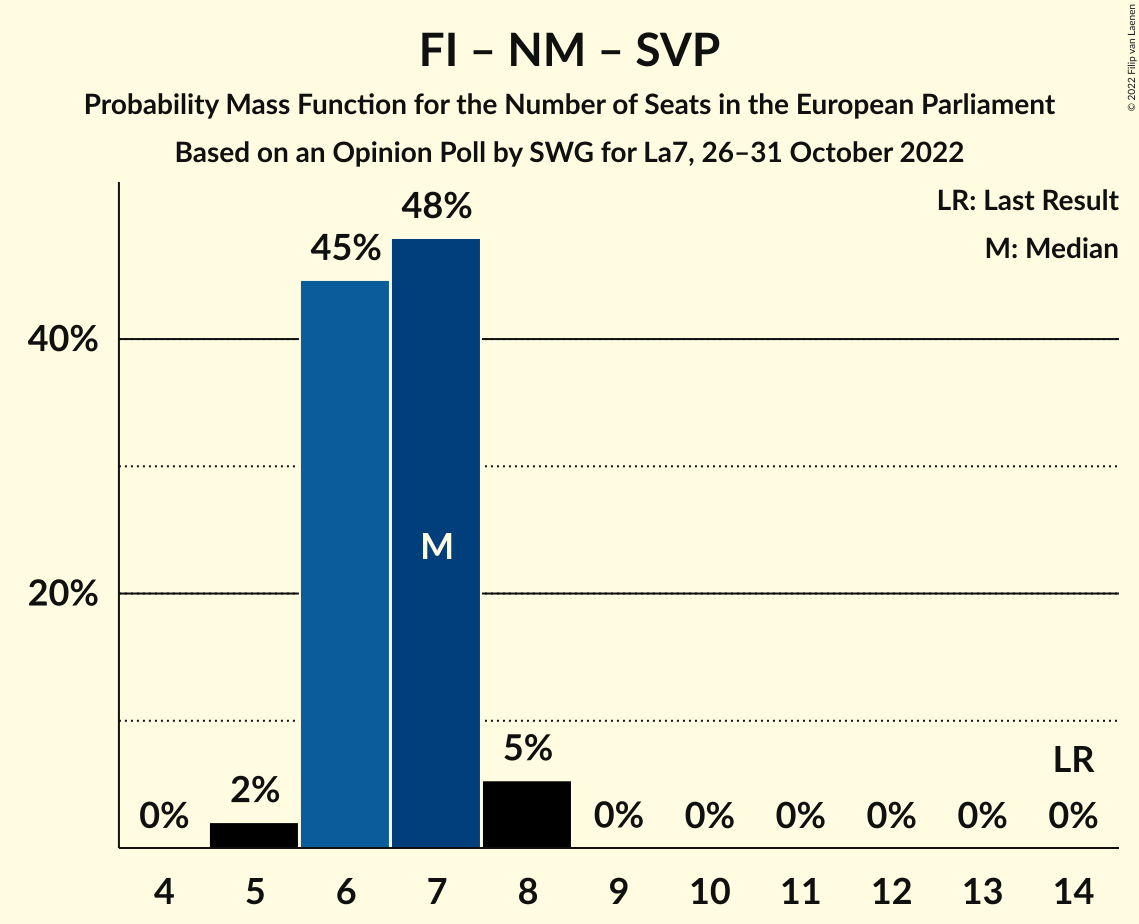 FI – NM – SVP
Probability Mass Function for the Number of Seats in the European Parliament
Based on an Opinion Poll by SWG for La7, 26–31 October 2022
© 2022 Filip van Laenen
LR: Last Result
M: Median
48%
45%
40%
M
20%
5%
LR
2%
0%
0%
0%
0%
0%
0%
0%
4 5 6 7 8 9 10 11 12 13 14